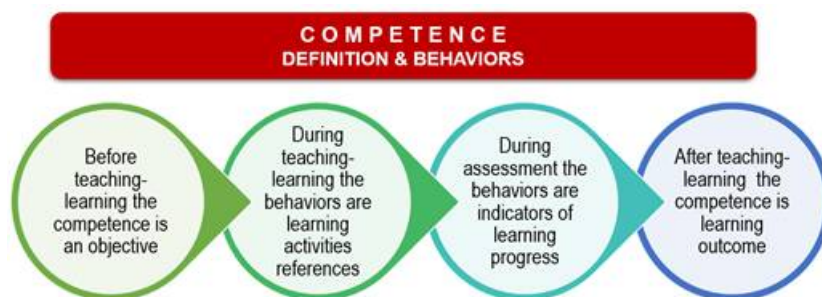 COMPETENCE
DEFINITION & BEHAVIORS
Before
teaching-
learning the
competence is
an objective
During
teaching-
learning the
behaviors are
learning
activities
references
During
assessment the
behaviors are
indicators of
learning
progress
After teaching-
learning the
competence is
learning
outcome